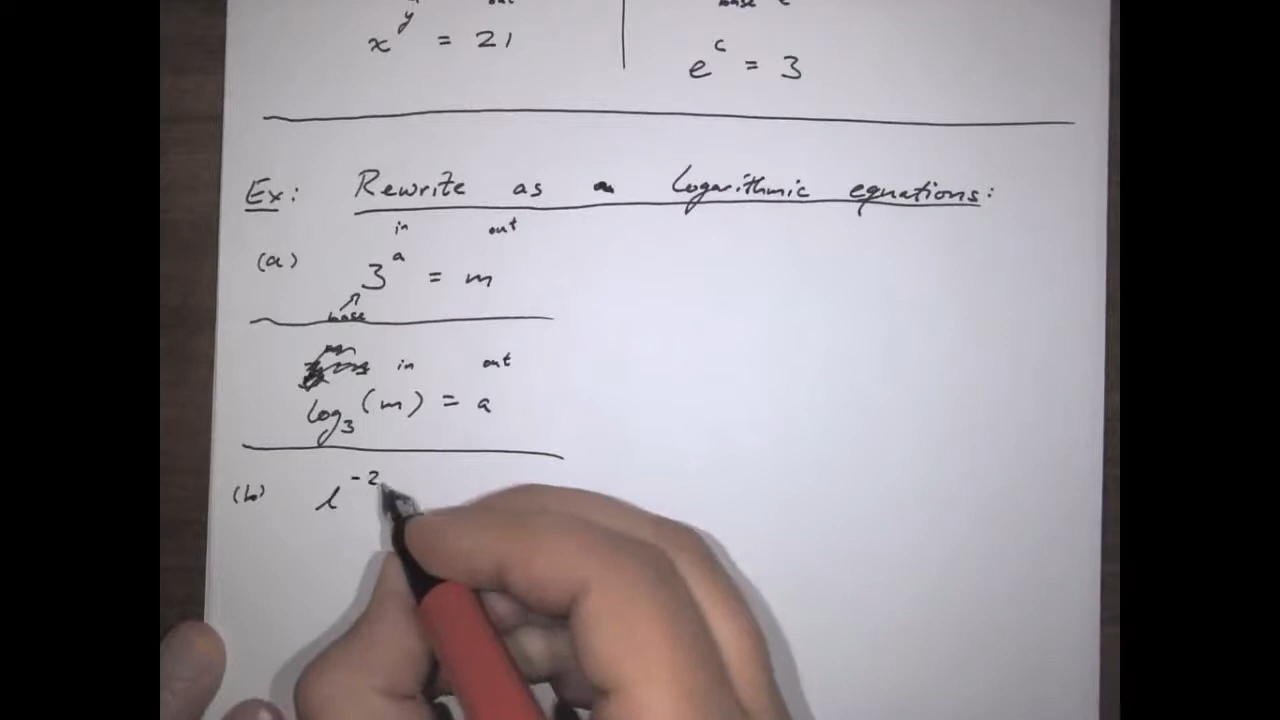 x^y = 21
e^c = 3
Ex: Rewrite as Logarithmic equations:
in out
(a) 3^a = m
base
in out
log_3 (m) = a
(b) l^-2